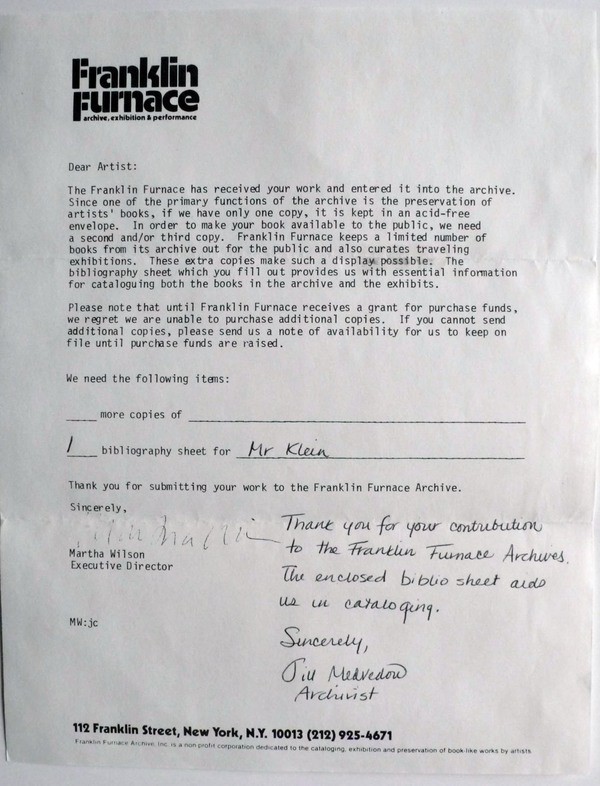 Franklin
Furnace
archive, exhibition & performance
Dear Artist:
The Franklin Furnace has received your work and entered it into the archive.
Since one of the primary functions of the archive is the preservation of
artists' books, if we have only one copy, it is kept in an acid-free
envelope. In order to make your book available to the public, we need
a second and/or third copy. Franklin Furnace keeps a limited number of
books from its archive out for the public and also curates traveling
exhibitions. These extra copies make such a display possible. The
bibliography sheet which you fill out provides us with essential information
for cataloguing both the books in the archive and the exhibits.
Please note that until Franklin Furnace receives a grant for purchase funds,
we regret we are unable to purchase additional copies. If you cannot send
additional copies, please send us a note of availability for us to keep on
file until purchase funds are raised.
We need the following items:
____ more copies of ____
1 bibliography sheet for Mr Klein
Thank you for submitting your work to the Franklin Furnace Archive.
Sincerely,
Martha Wilson
Executive Director
MW:jc
Thank you for your contribution
to the Franklin Furnace Archives.
The enclosed biblio sheet aids
us in cataloging.
Sincerely,
Jill Medvedow
Archivist
112 Franklin Street, New York, N.Y. 10013 (212) 925-4671
Franklin Furnace Archive, Inc. is a non-profit corporation dedicated to the cataloging, exhibition and preservation of book-like works by artists